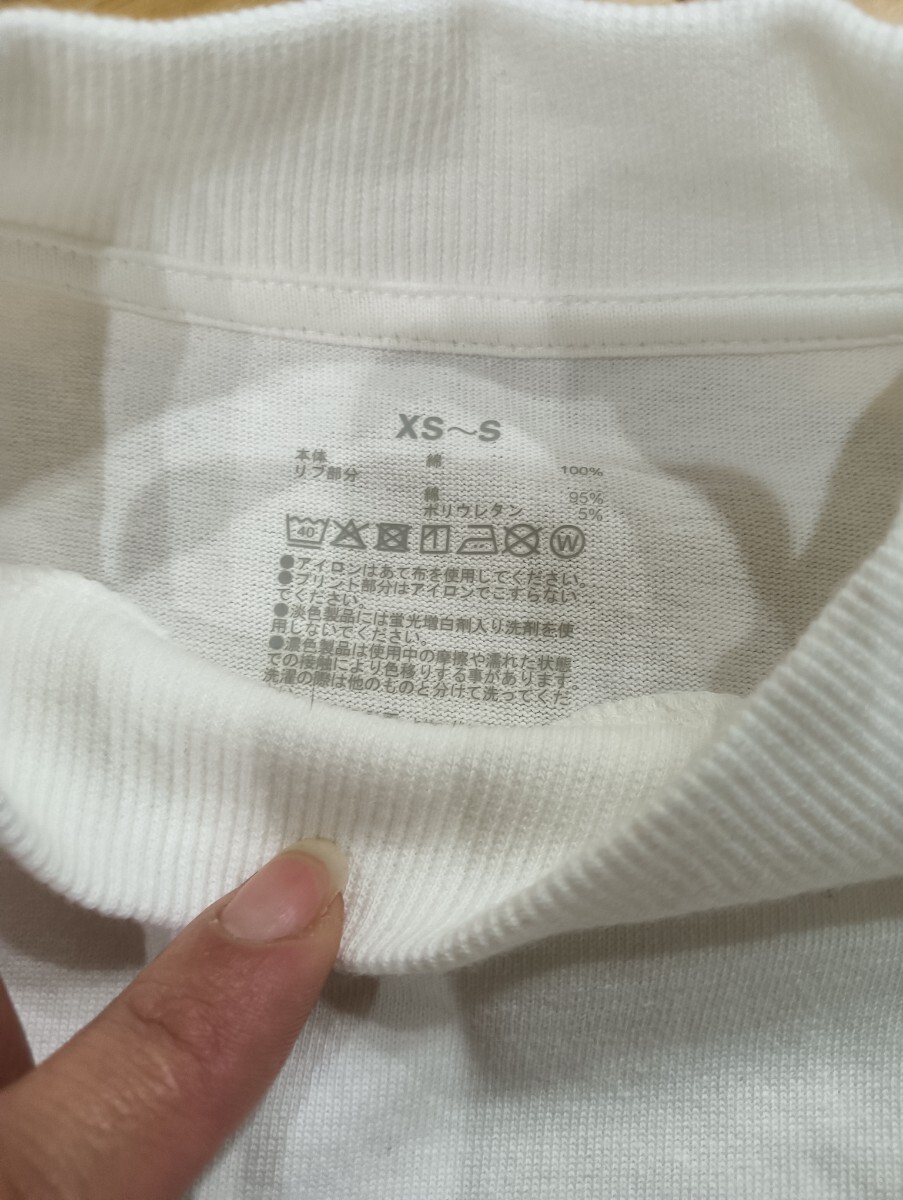 XS～S
本体 綿 100%
リブ部分 綿 95%
ポリウレタン 5%
40 W
●アイロンはあて布を使用してください。
●プリント部分はアイロンでこすらない
でください。
●淡色製品には蛍光増白剤入り洗剤を使
用しないでください。
●濃色製品は使用中の摩擦や濡れた状態
での接触により色移りする事があります。
洗濯の際は他のものと分けて洗ってくだ